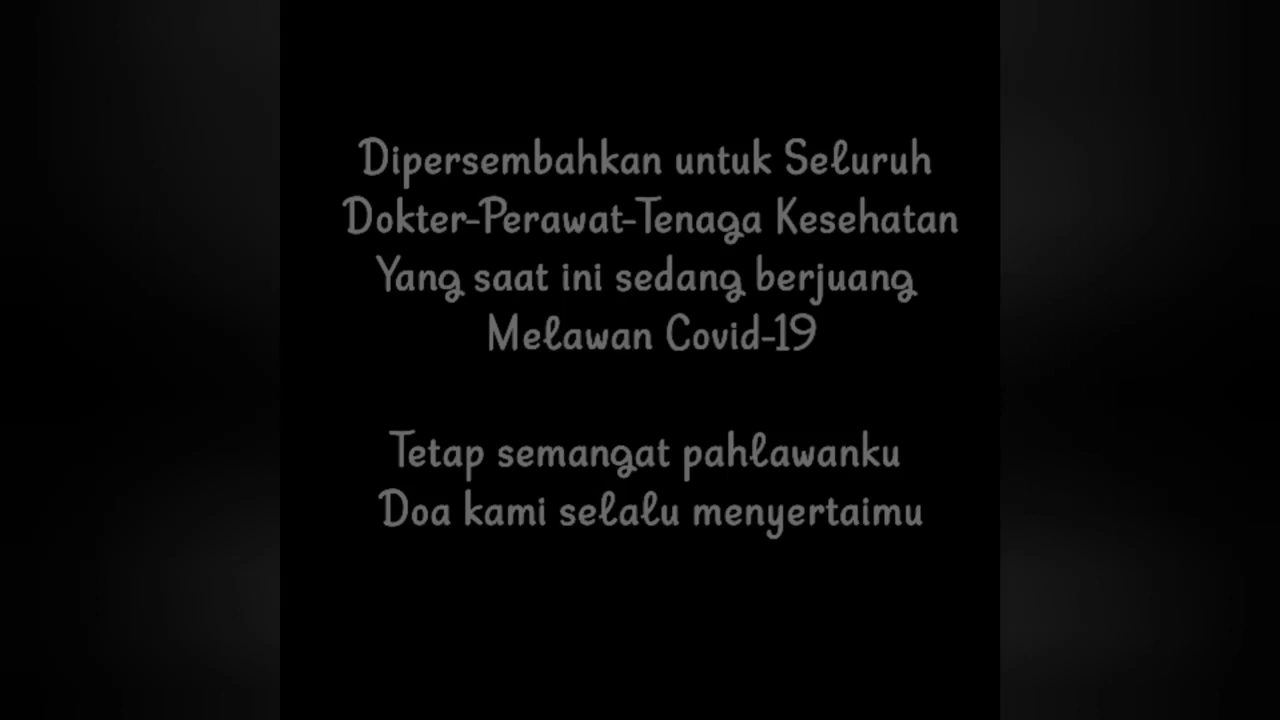 Dipersembahkan untuk Seluruh
Dokter-Perawat-Tenaga Kesehatan
Yang saat ini sedang berjuang
Melawan Covid-19
Tetap semangat pahlawanku
Doa kami selalu menyertaimu